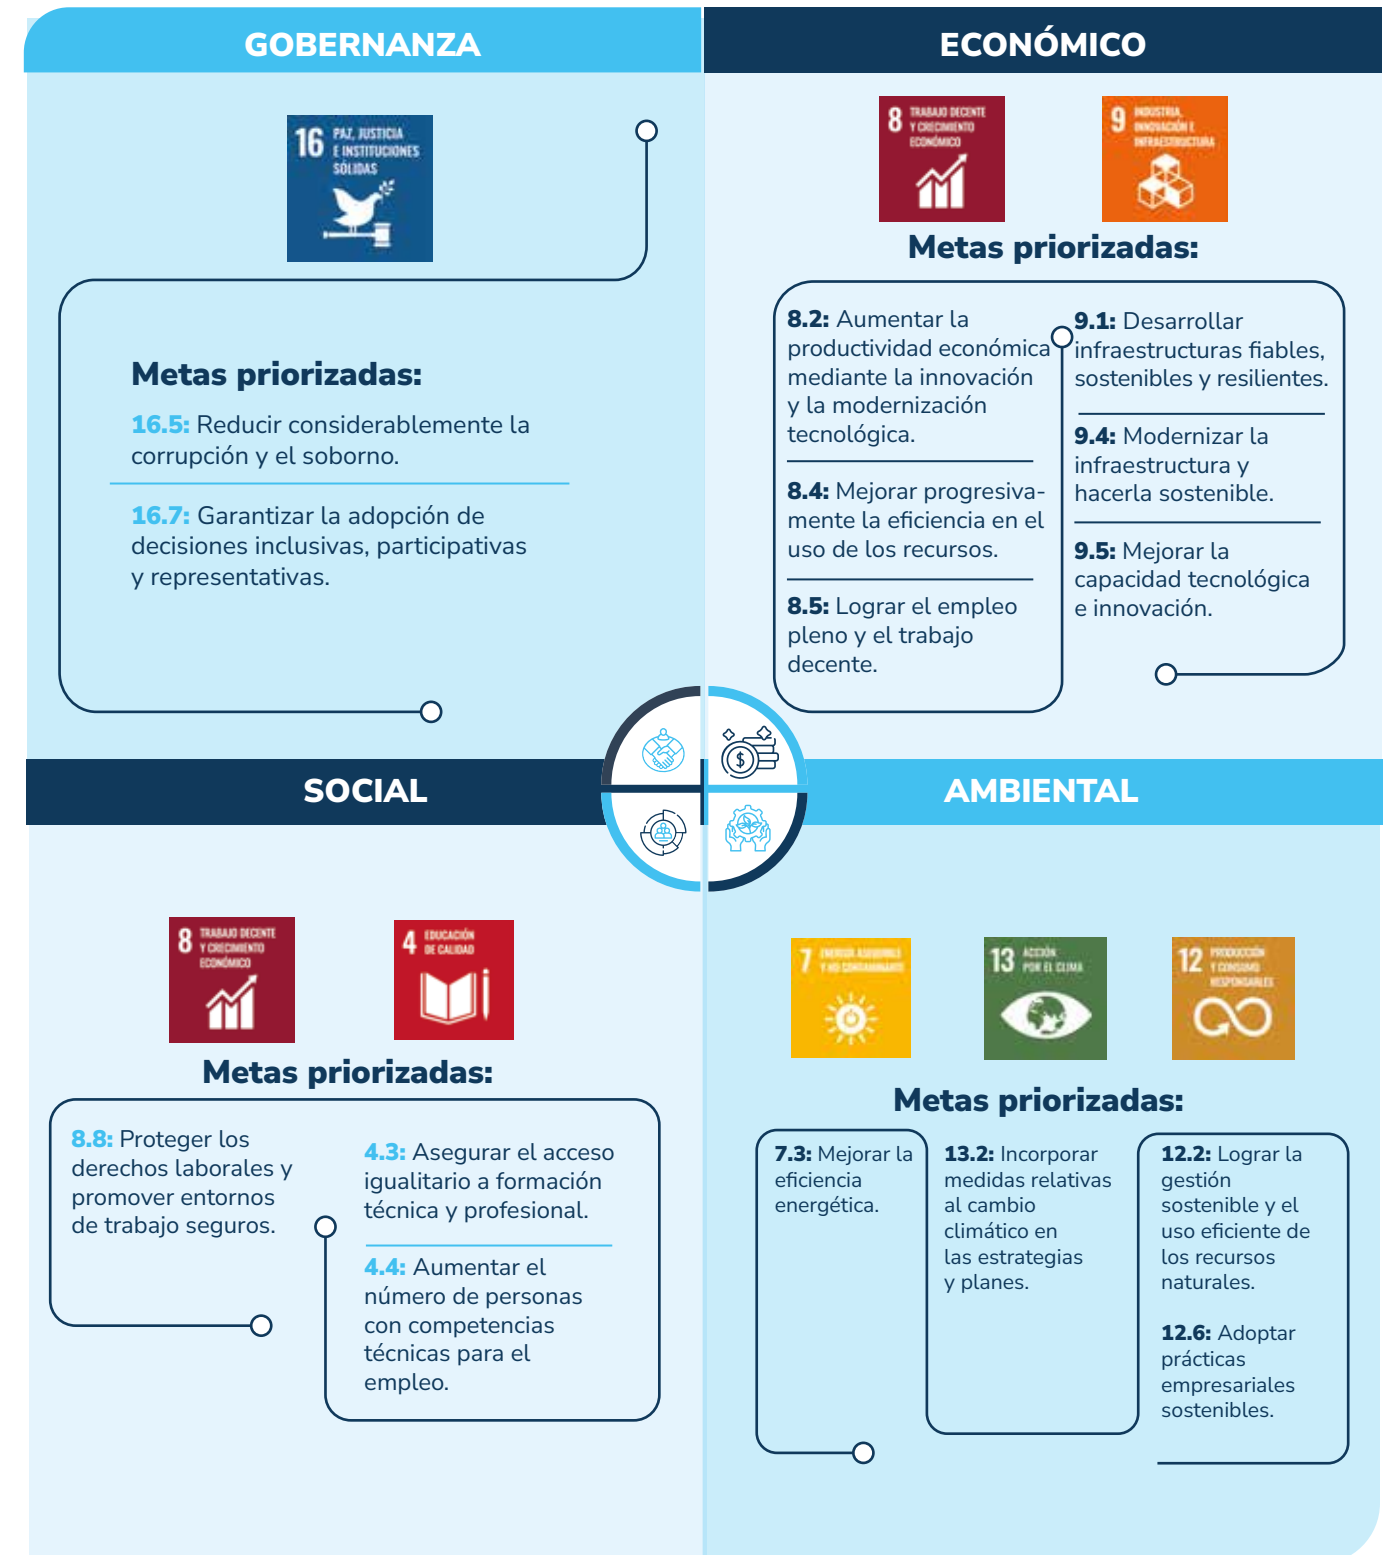 GOBERNANZA
16 PAZ, JUSTICIA
E INSTITUCIONES
SÓLIDAS
Metas priorizadas:
16.5: Reducir considerablemente la
corrupción y el soborno.
16.7: Garantizar la adopción de
decisiones inclusivas, participativas
y representativas.
ECONÓMICO
8 TRABAJO DECENTE
Y CRECIMIENTO
ECONÓMICO
9 INDUSTRIA,
INNOVACIÓN E
INFRAESTRUCTURA
Metas priorizadas:
8.2: Aumentar la
productividad económica
mediante la innovación
y la modernización
tecnológica.
8.4: Mejorar progresiva-
mente la eficiencia en el
uso de los recursos.
8.5: Lograr el empleo
pleno y el trabajo
decente.
9.1: Desarrollar
infraestructuras fiables,
sostenibles y resilientes.
9.4: Modernizar la
infraestructura y
hacerla sostenible.
9.5: Mejorar la
capacidad tecnológica
e innovación.
$
SOCIAL
8 TRABAJO DECENTE
Y CRECIMIENTO
ECONÓMICO
4 EDUCACIÓN
DE CALIDAD
Metas priorizadas:
8.8: Proteger los
derechos laborales y
promover entornos
de trabajo seguros.
4.3: Asegurar el acceso
igualitario a formación
técnica y profesional.
4.4: Aumentar el
número de personas
con competencias
técnicas para el
empleo.
AMBIENTAL
7 ENERGÍA ASEQUIBLE
Y NO CONTAMINANTE
13 ACCIÓN
POR EL CLIMA
12 PRODUCCIÓN
Y CONSUMO
RESPONSABLES
Metas priorizadas:
7.3: Mejorar la
eficiencia
energética.
13.2: Incorporar
medidas relativas
al cambio
climático en
las estrategias
y planes.
12.2: Lograr la
gestión
sostenible y el
uso eficiente de
los recursos
naturales.
12.6: Adoptar
prácticas
empresariales
sostenibles.